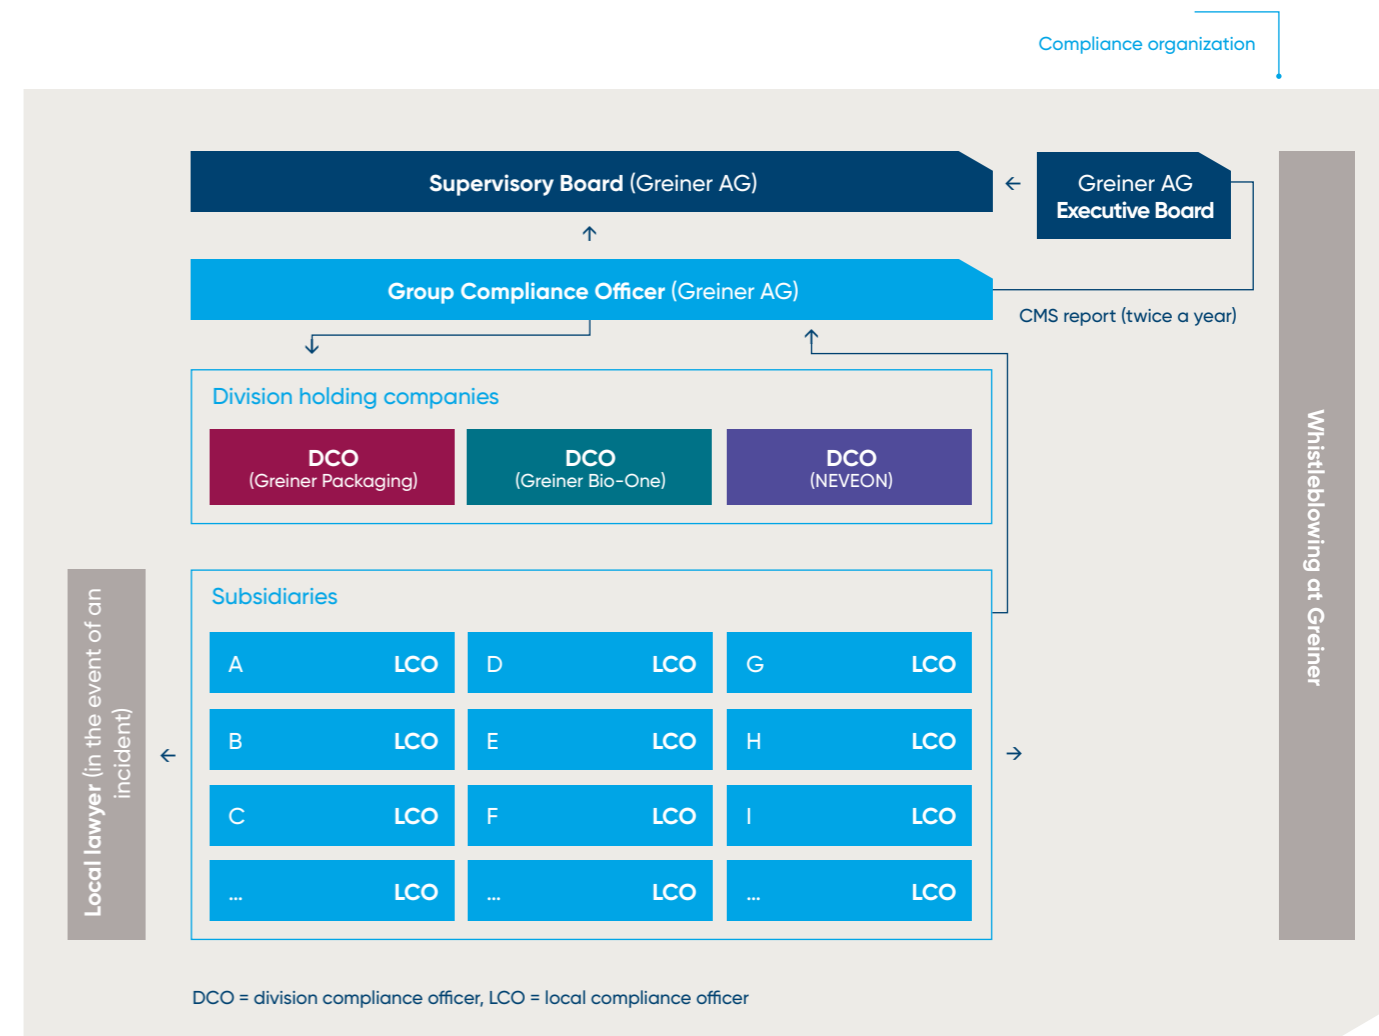 Compliance organization
Supervisory Board (Greiner AG)
Greiner AG
Executive Board
Group Compliance Officer (Greiner AG)
CMS report (twice a year)
Division holding companies
DCO
(Greiner Packaging)
DCO
(Greiner Bio-One)
DCO
(NEVEON)
Whistleblowing at Greiner
Local lawyer (in the event of an
incident)
Subsidiaries
A LCO
D LCO
G LCO
B LCO
E LCO
H LCO
C LCO
F LCO
I LCO
... LCO
... LCO
... LCO
DCO = division compliance officer, LCO = local compliance officer